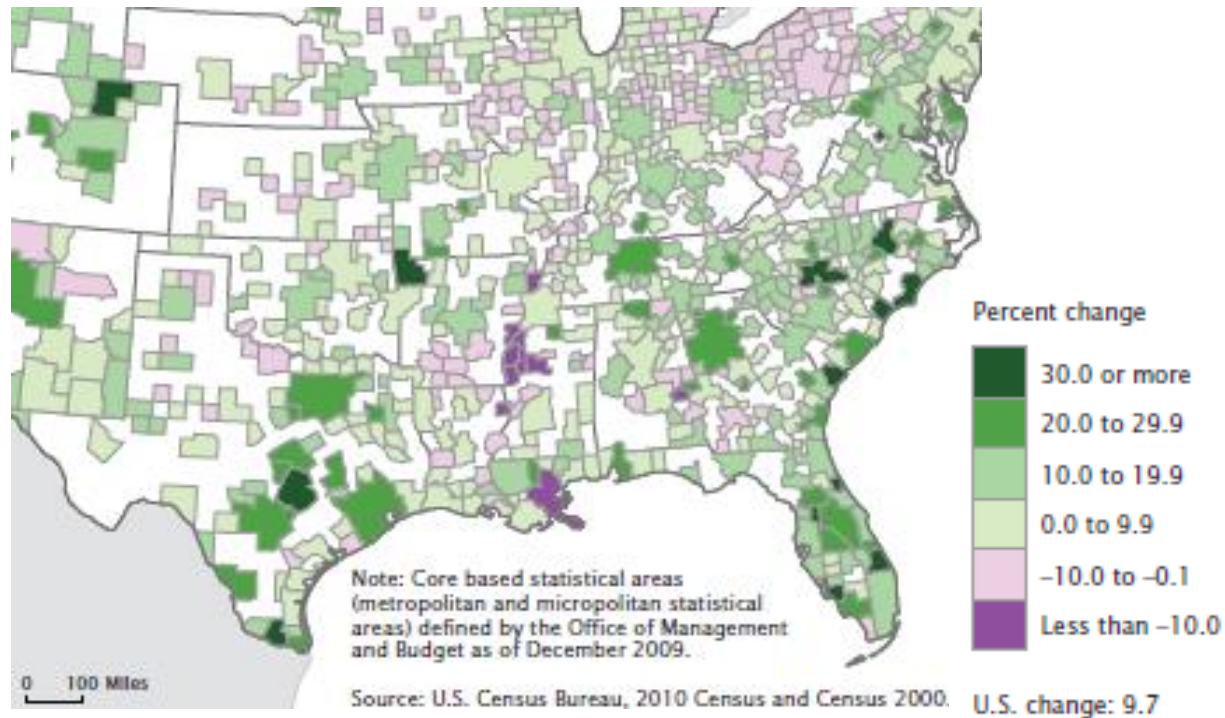 Percent change
30.0 or more
20.0 to 29.9
10.0 to 19.9
0.0 to 9.9
–10.0 to –0.1
Less than –10.0
Note: Core based statistical areas
(metropolitan and micropolitan statistical
areas) defined by the Office of Management
and Budget as of December 2009.
0 100 Miles
Source: U.S. Census Bureau, 2010 Census and Census 2000.
U.S. change: 9.7